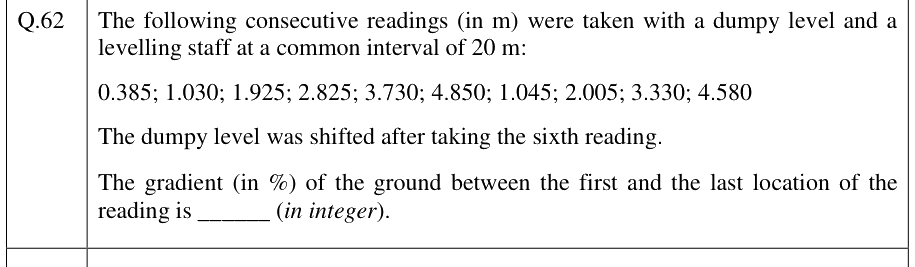 Q.62 The following consecutive readings (in m) were taken with a dumpy level and a
levelling staff at a common interval of 20 m:
0.385; 1.030; 1.925; 2.825; 3.730; 4.850; 1.045; 2.005; 3.330; 4.580
The dumpy level was shifted after taking the sixth reading.
The gradient (in %) of the ground between the first and the last location of the
reading is ______ (in integer).